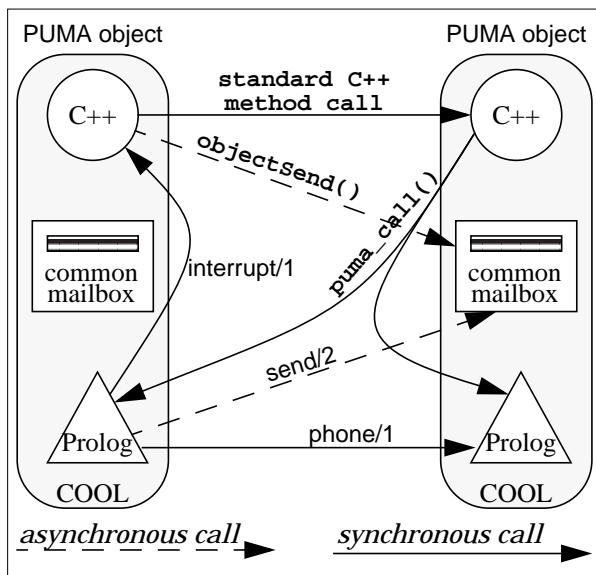 PUMA object
PUMA object
standard C++
method call
C++
C++
objectSend()
puma_call()
common
mailbox
interrupt/1
common
mailbox
send/2
Prolog
phone/1
Prolog
COOL
COOL
asynchronous call
synchronous call